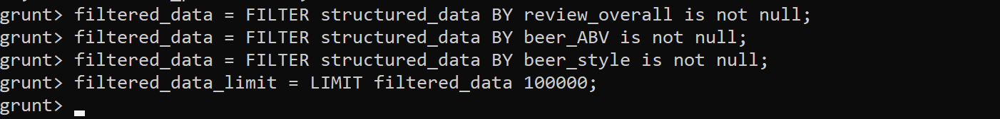 grunt> filtered_data = FILTER structured_data BY review_overall is not null;
grunt> filtered_data = FILTER structured_data BY beer_ABV is not null;
grunt> filtered_data = FILTER structured_data BY beer_style is not null;
grunt> filtered_data_limit = LIMIT filtered_data 100000;
grunt>